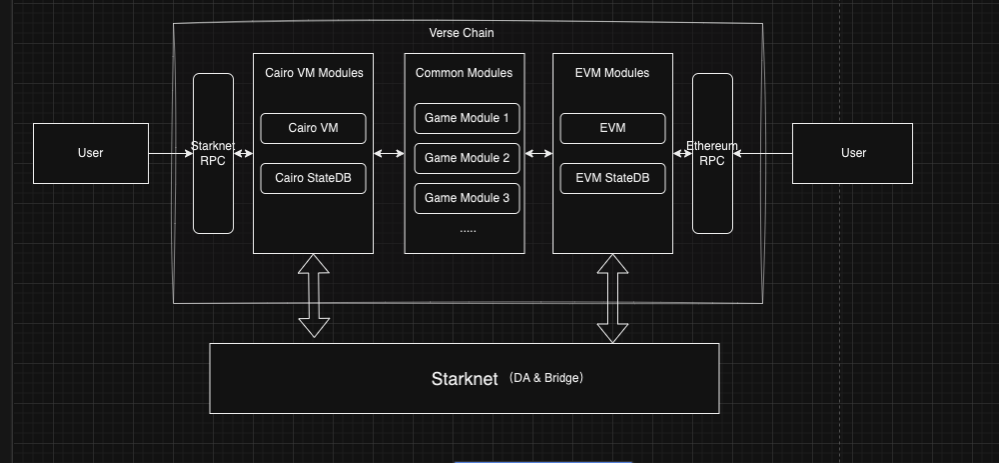 Verse Chain
User
Starknet
RPC
Cairo VM Modules
Cairo VM
Cairo StateDB
Common Modules
Game Module 1
Game Module 2
Game Module 3
.....
EVM Modules
EVM
EVM StateDB
Ethereum
RPC
User
Starknet （DA & Bridge）